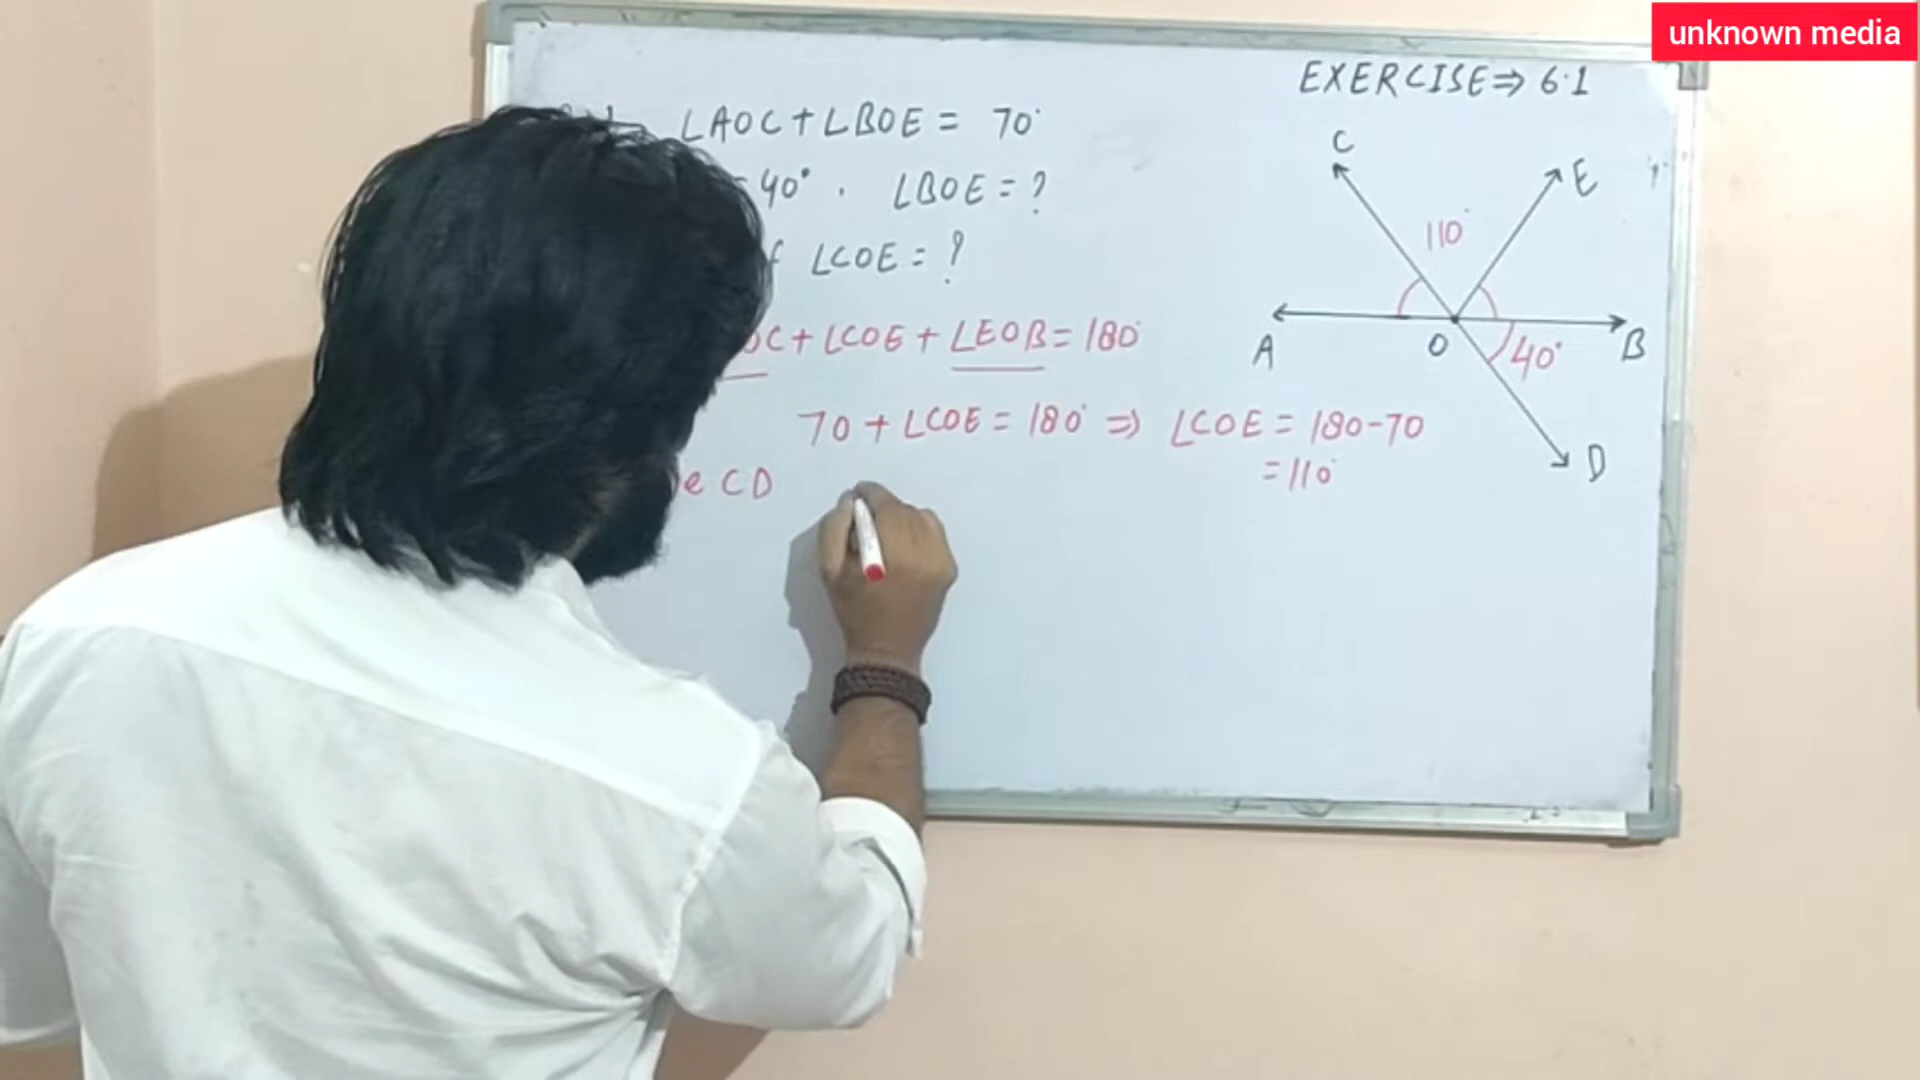 unknown media
EXERCISE⇒ 6.1
∠AOC+∠BOE = 70°
=40° . ∠BOE = ?
∠COE = ?
C+∠COE + ∠EOB = 180°
70 + ∠COE = 180° ⇒ ∠COE = 180-70
= 110°
e CD
C
E
110°
A
O
40°
B
D